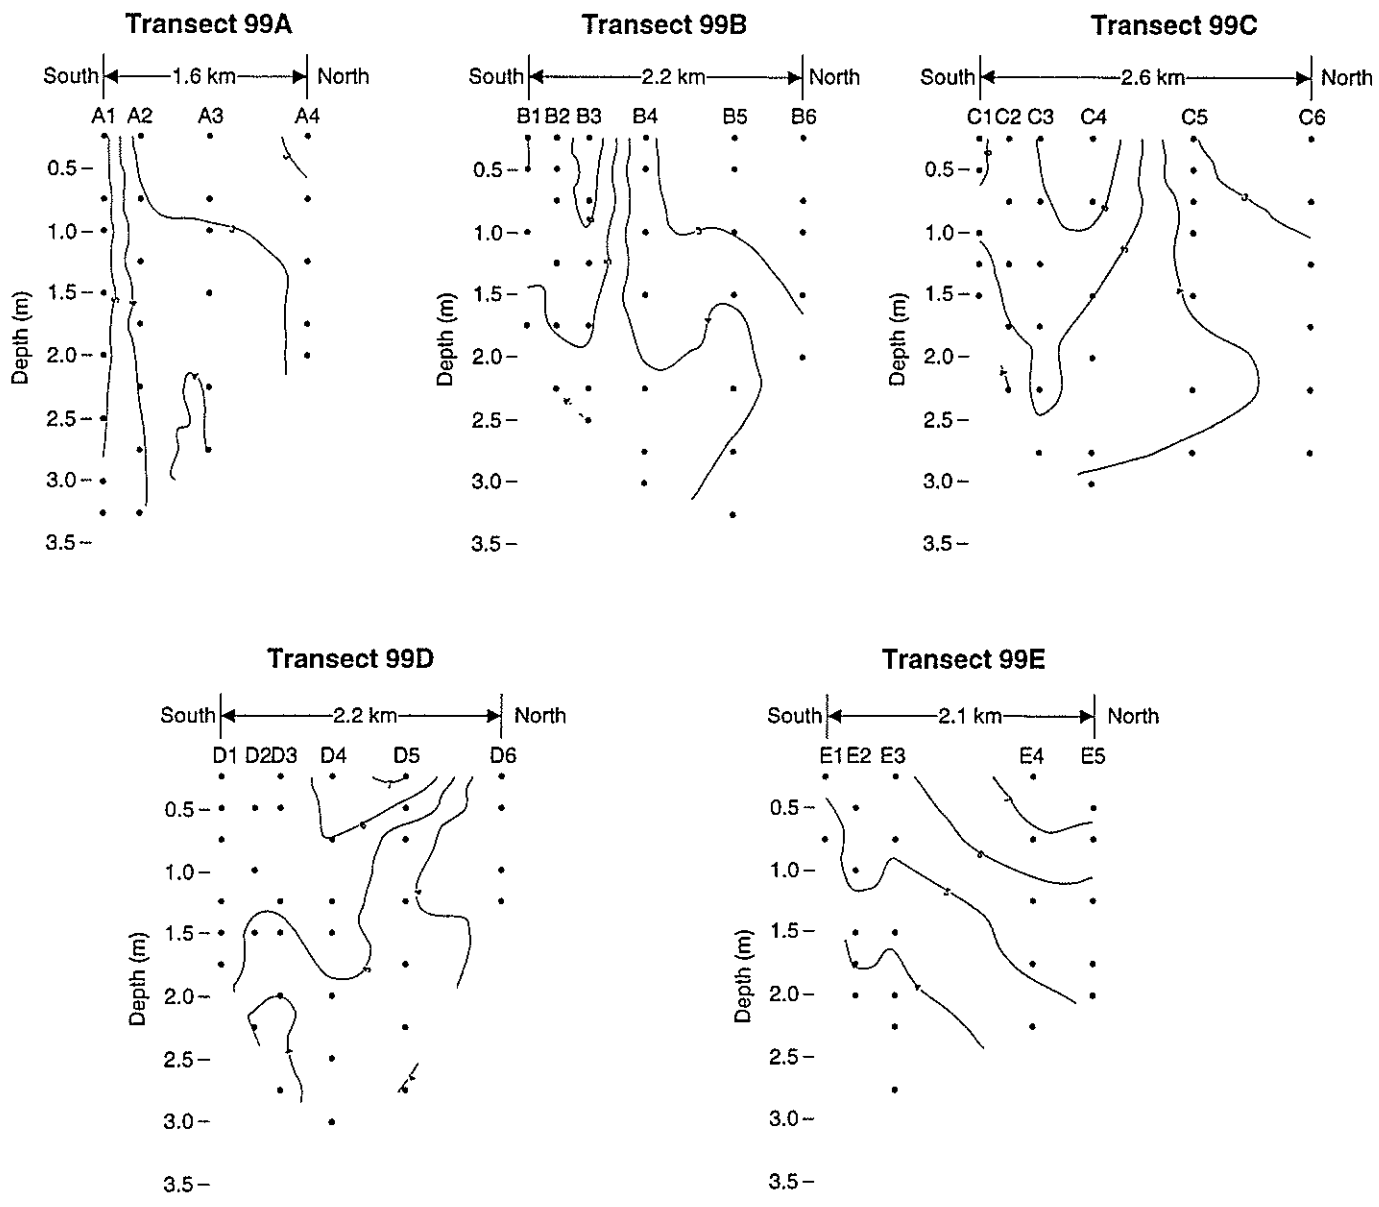 Transect 99A
South 1.6 km North
A1 A2 A3 A4
0.5
1.0
1.5
2.0
2.5
3.0
3.5
Depth (m)
Transect 99B
South 2.2 km North
B1 B2 B3 B4 B5 B6
0.5
1.0
1.5
2.0
2.5
3.0
3.5
Depth (m)
Transect 99C
South 2.6 km North
C1 C2 C3 C4 C5 C6
0.5
1.0
1.5
2.0
2.5
3.0
3.5
Depth (m)
Transect 99D
South 2.2 km North
D1 D2 D3 D4 D5 D6
0.5
1.0
1.5
2.0
2.5
3.0
3.5
Depth (m)
Transect 99E
South 2.1 km North
E1 E2 E3 E4 E5
0.5
1.0
1.5
2.0
2.5
3.0
3.5
Depth (m)